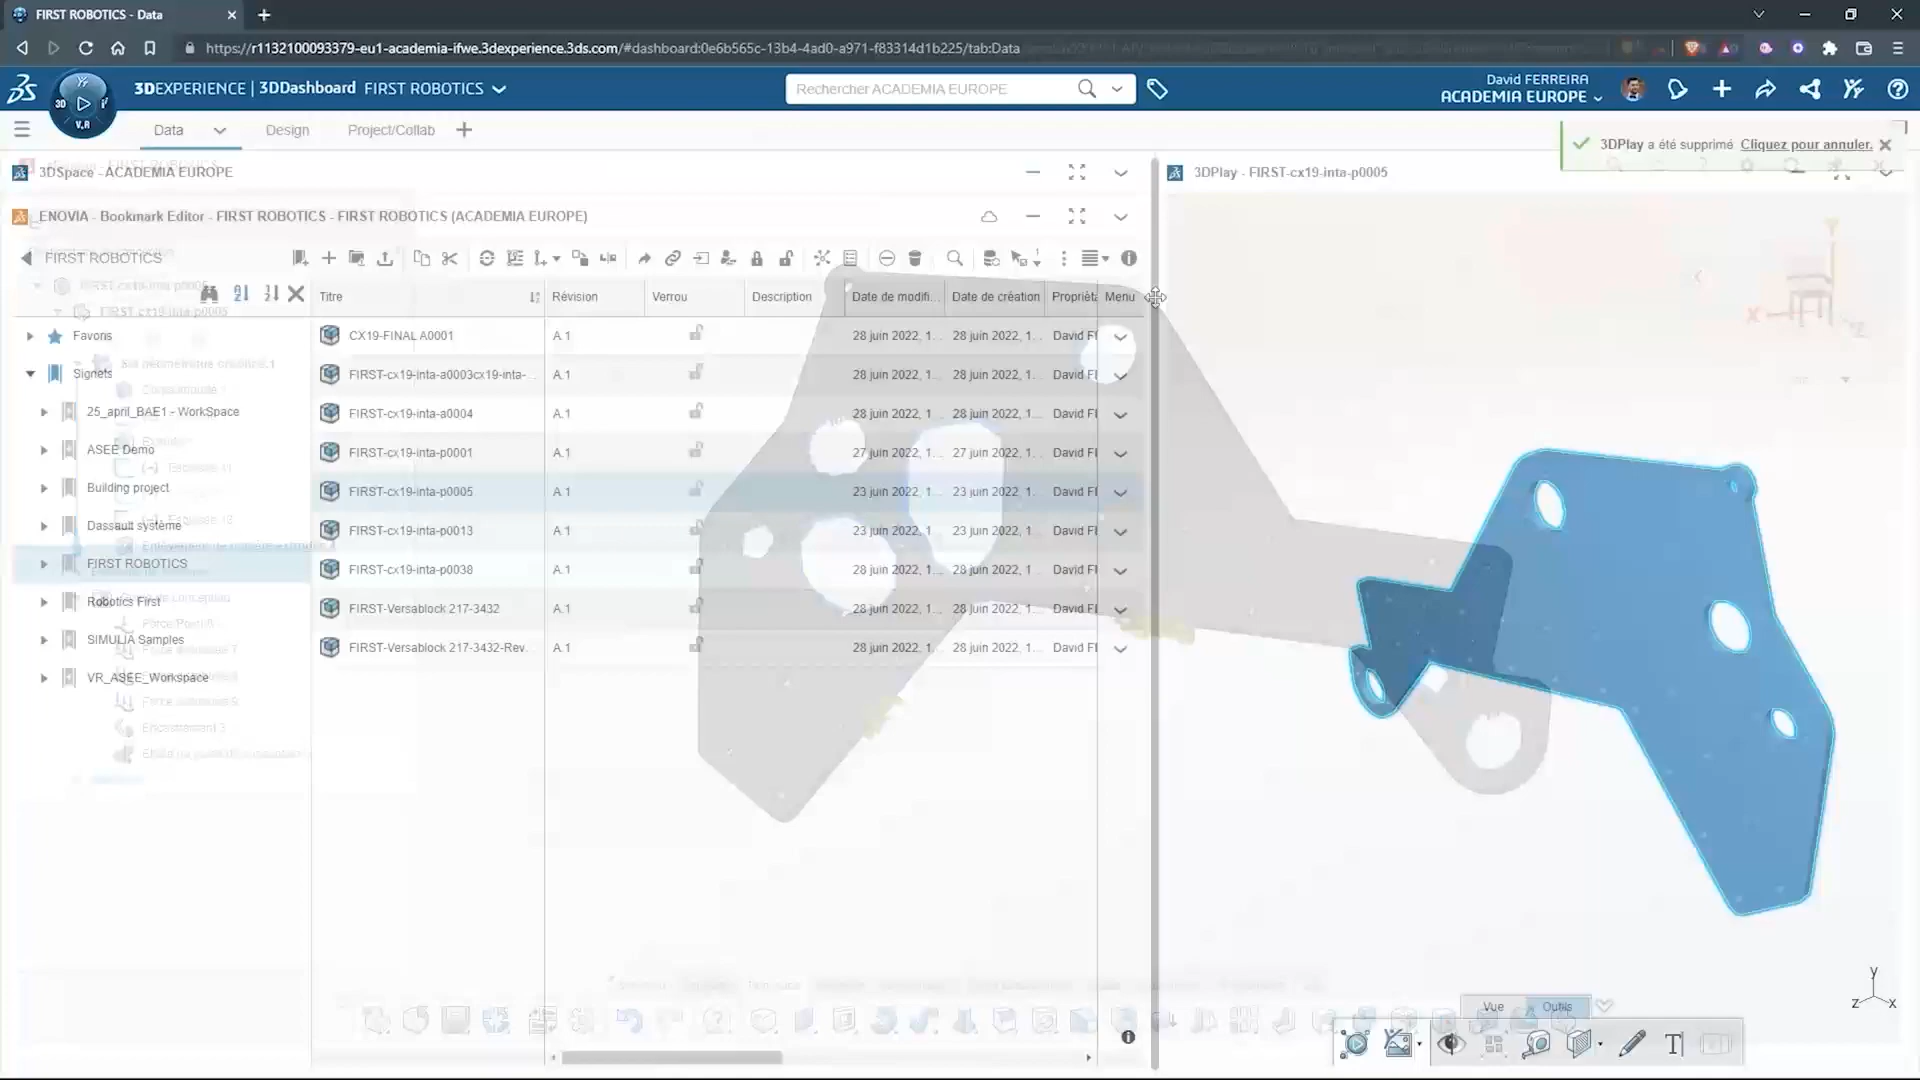 FIRST ROBOTICS - Data
https://r1132100093379-eu1-academia-ifwe.3dexperience.3ds.com/#dashboard:0e6b565c-13b4-4ad0-a971-f83314d1b225/tab:Data
3D
V,R
3DEXPERIENCE | 3DDashboard FIRST ROBOTICS
Rechercher ACADEMIA EUROPE
David FERREIRA
ACADEMIA EUROPE
Data
Design
Project/Collab
3DPlay a été supprimé Cliquez pour annuler.
3DSpace - ACADEMIA EUROPE
3DPlay - FIRST-cx19-inta-p0005
ENOVIA - Bookmark Editor - FIRST ROBOTICS - FIRST ROBOTICS (ACADEMIA EUROPE)
FIRST ROBOTICS
Titre Révision Verrou Description Date de modifi... Date de création Propriéta Menu
Favoris
Signets
25_april_BAE1 - WorkSpace
ASEE Demo
Building project
Dassault système
FIRST ROBOTICS
Robotics First
SIMULIA Samples
VR_ASEE_Workspace
CX19-FINAL A0001 A.1 28 juin 2022, 1... 28 juin 2022, 1... David FI
FIRST-cx19-inta-a0003cx19-inta-... A.1 28 juin 2022, 1... 28 juin 2022, 1... David FI
FIRST-cx19-inta-a0004 A.1 28 juin 2022, 1... 28 juin 2022, 1... David FI
FIRST-cx19-inta-p0001 A.1 27 juin 2022, 1... 27 juin 2022, 1... David FI
FIRST-cx19-inta-p0005 A.1 23 juin 2022, 1... 23 juin 2022, 1... David FI
FIRST-cx19-inta-p0013 A.1 23 juin 2022, 1... 23 juin 2022, 1... David FI
FIRST-cx19-inta-p0038 A.1 28 juin 2022, 1... 28 juin 2022, 1... David FI
FIRST-Versablock 217-3432 A.1 28 juin 2022, 1... 28 juin 2022, 1... David FI
FIRST-Versablock 217-3432-Rev... A.1 28 juin 2022, 1... 28 juin 2022, 1... David FI
y
z x
Vue
Outils